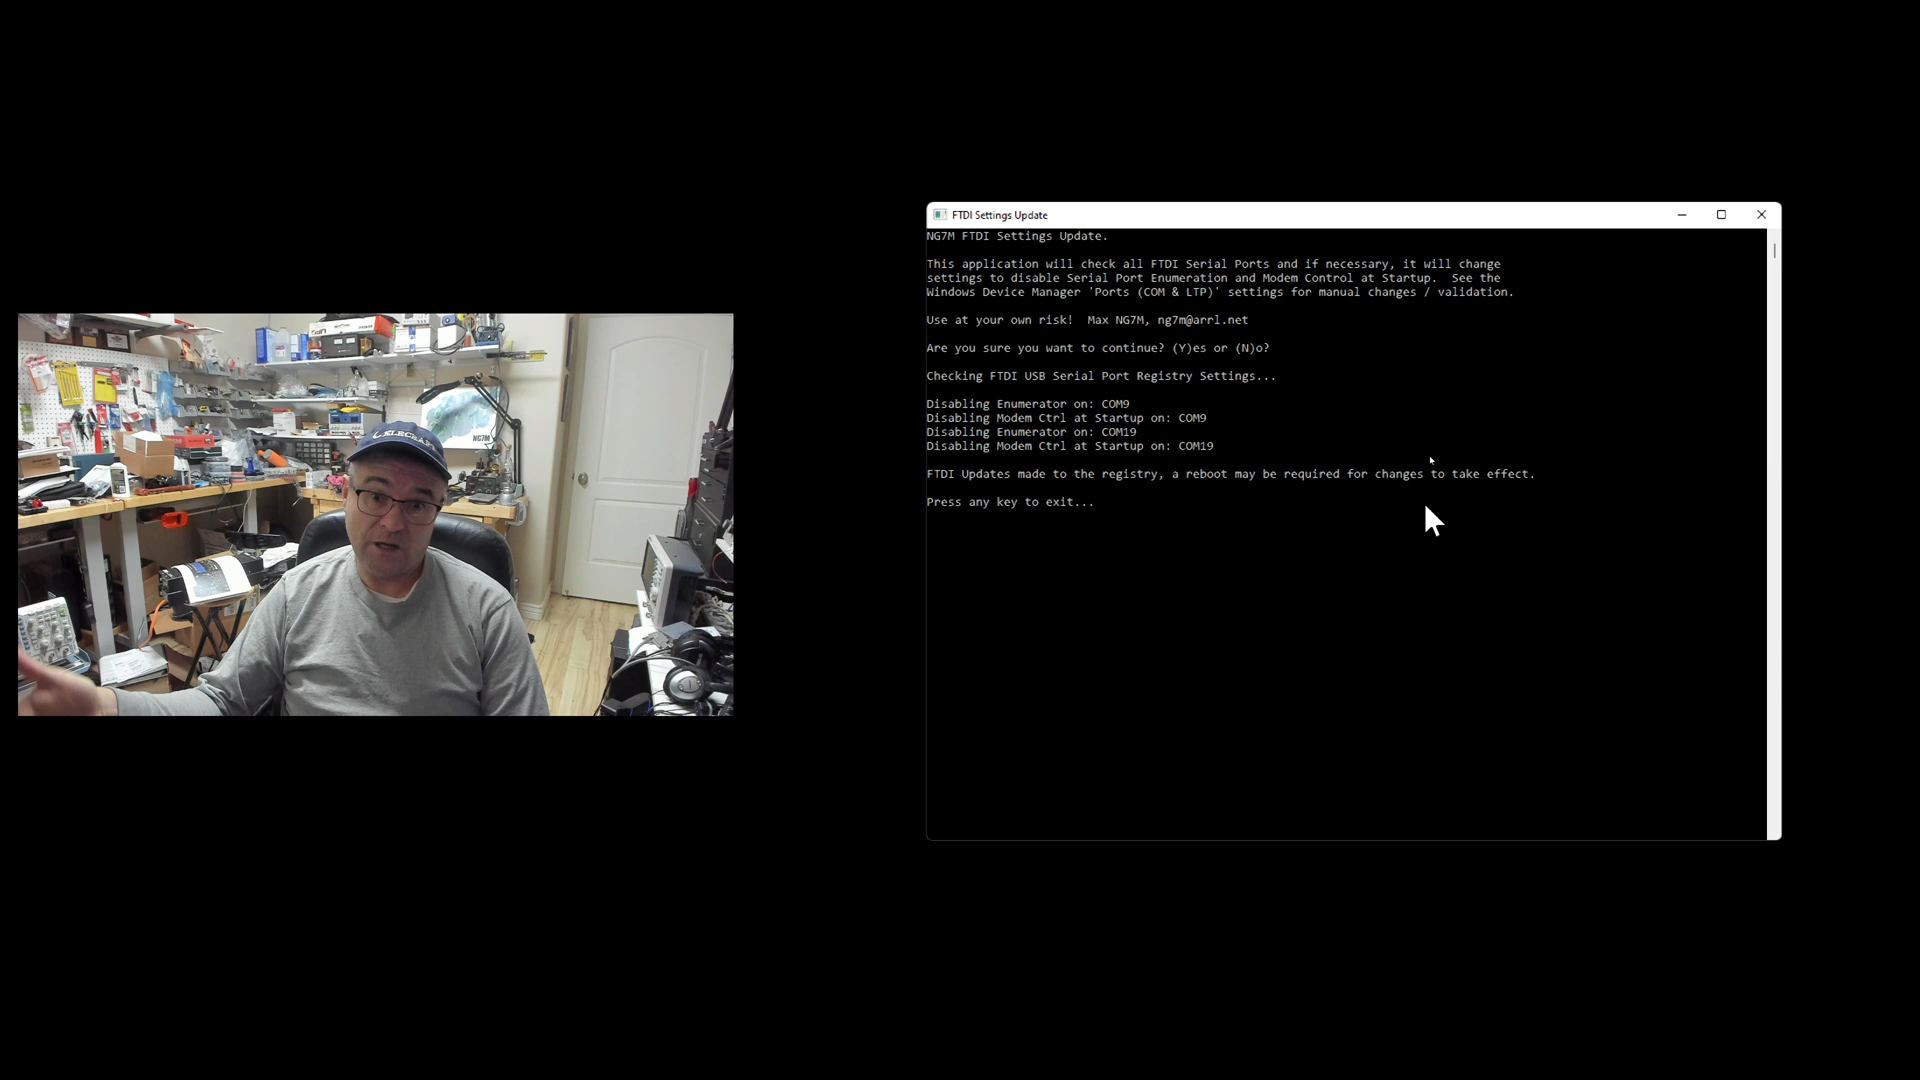 FTDI Settings Update
NG7M FTDI Settings Update.
This application will check all FTDI Serial Ports and if necessary, it will change
settings to disable Serial Port Enumeration and Modem Control at Startup.  See the
Windows Device Manager 'Ports (COM & LTP)' settings for manual changes / validation.
Use at your own risk!  Max NG7M, ng7m@arrl.net
Are you sure you want to continue? (Y)es or (N)o?
Checking FTDI USB Serial Port Registry Settings...
Disabling Enumerator on: COM9
Disabling Modem Ctrl at Startup on: COM9
Disabling Enumerator on: COM19
Disabling Modem Ctrl at Startup on: COM19
FTDI Updates made to the registry, a reboot may be required for changes to take effect.
Press any key to exit...
NG7M
ELECRAFT